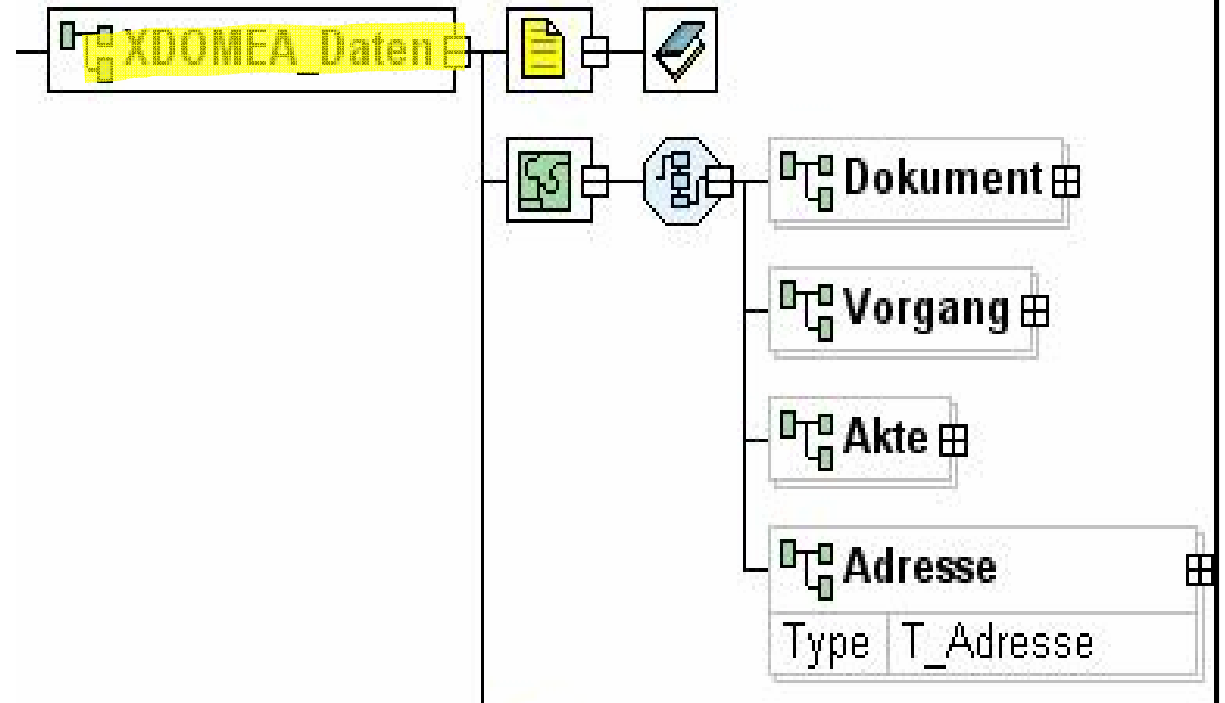 XDOMEA_Daten
Dokument
Vorgang
Akte
Adresse
Type T_Adresse